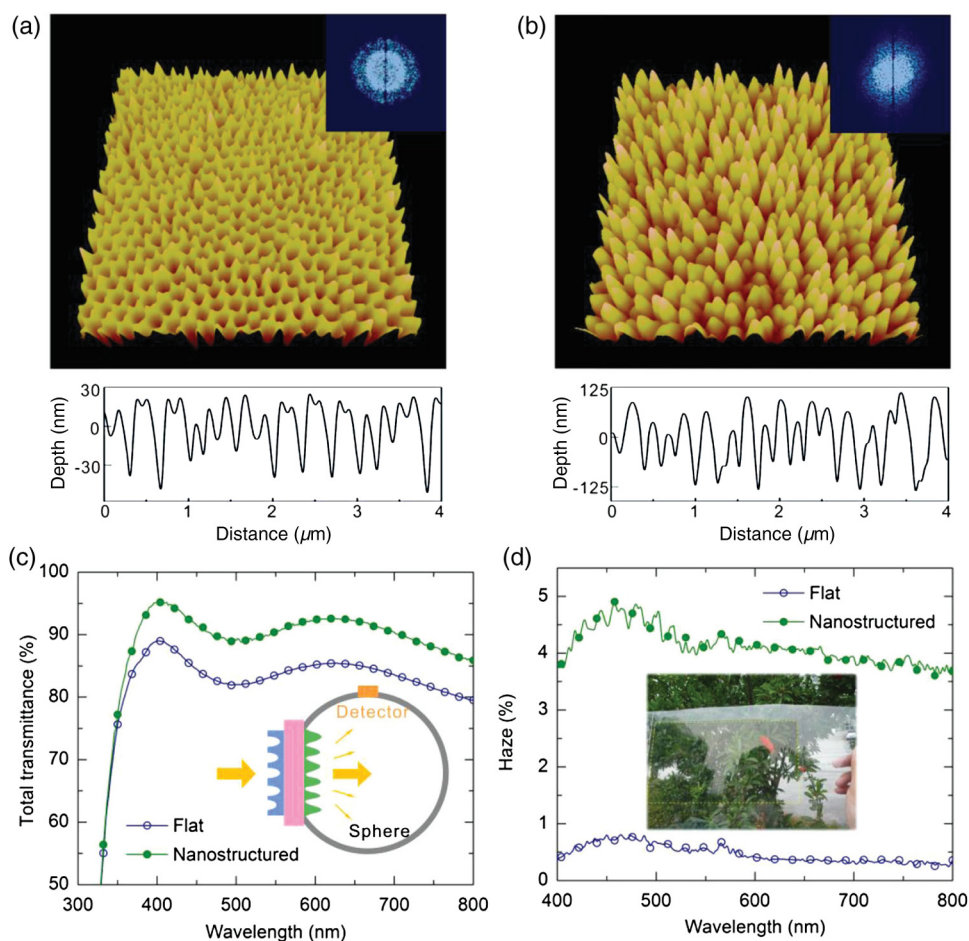 (a)
(b)
30
0
-30
Depth (nm)
0 1 2 3 4
Distance (µm)
125
0
-125
Depth (nm)
0 1 2 3 4
Distance (µm)
(c)
100
90
80
70
60
50
Total transmittance (%)
Detector
Sphere
Flat
Nanostructured
300 400 500 600 700 800
Wavelength (nm)
(d)
5
4
3
2
1
0
Haze (%)
Flat
Nanostructured
400 500 600 700 800
Wavelength (nm)